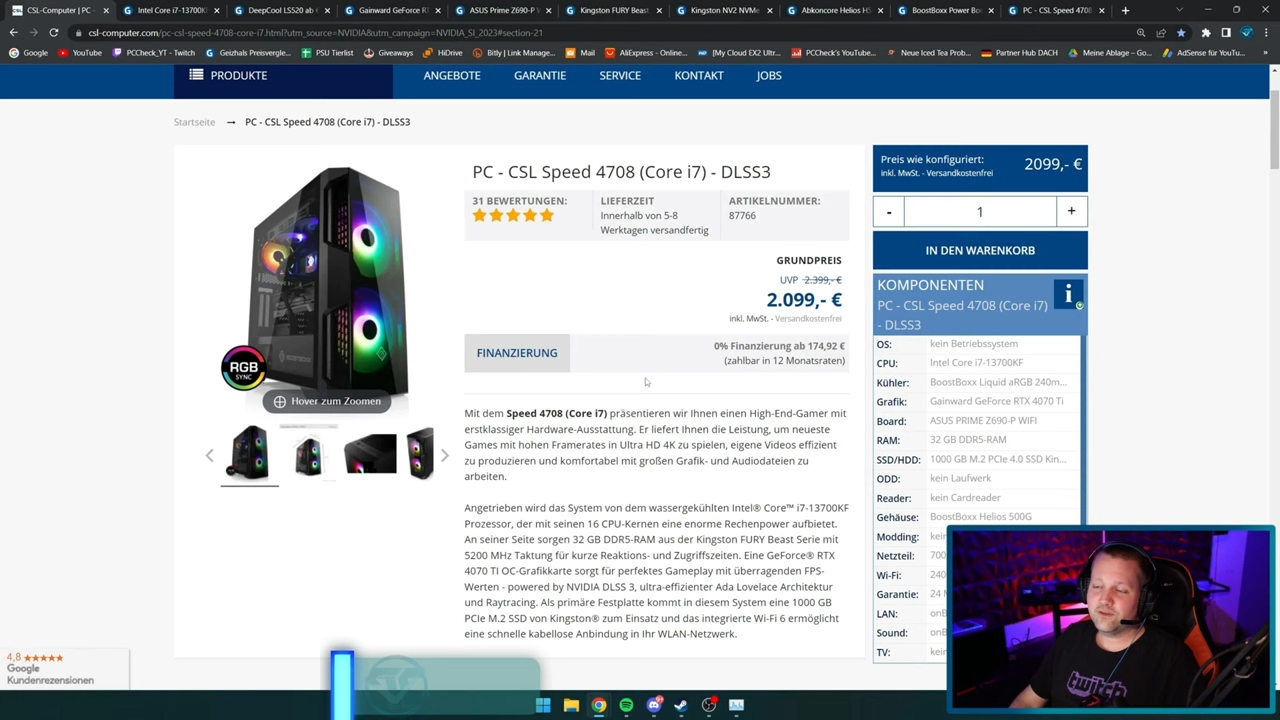 CSL-Computer | PC -
Intel Core i7-13700KF
DeepCool LS520 ab €
Gainward GeForce RT
ASUS Prime Z690-P W
Kingston FURY Beast
Kingston NV2 NVMe
Abkoncore Helios H5
BoostBoxx Power Boo
PC - CSL Speed 4708
csl-computer.com/pc-csl-speed-4708-core-i7.html?utm_source=NVIDIA&utm_campaign=NVIDIA_SI_2023#section-21
Google
YouTube
PCCheck_YT - Twitch
Geizhals Preisverglei...
PSU Tierlist
Giveaways
HiDrive
Bitly | Link Manage...
Mail
AliExpress - Online...
[My Cloud EX2 Ultr...
PCCheck's YouTube...
Neue Iced Tea Prob...
Partner Hub DACH
Meine Ablage – Go...
AdSense für YouTu...
PRODUKTE
ANGEBOTE
GARANTIE
SERVICE
KONTAKT
JOBS
Startseite → PC - CSL Speed 4708 (Core i7) - DLSS3
PC - CSL Speed 4708 (Core i7) - DLSS3
31 BEWERTUNGEN:
LIEFERZEIT
Innerhalb von 5-8
Werktagen versandfertig
ARTIKELNUMMER:
87766
GRUNDPREIS
UVP 2.399,- €
2.099,- €
inkl. MwSt. - Versandkostenfrei
FINANZIERUNG
0% Finanzierung ab 174,92 €
(zahlbar in 12 Monatsraten)
RGB
SYNC
Hover zum Zoomen
Mit dem Speed 4708 (Core i7) präsentieren wir Ihnen einen High-End-Gamer mit
erstklassiger Hardware-Ausstattung. Er liefert Ihnen die Leistung, um neueste
Games mit hohen Framerates in Ultra HD 4K zu spielen, eigene Videos effizient
zu produzieren und komfortabel mit großen Grafik- und Audiodateien zu
arbeiten.
Angetrieben wird das System von dem wassergekühlten Intel® Core™ i7-13700KF
Prozessor, der mit seinen 16 CPU-Kernen eine enorme Rechenpower aufbietet.
An seiner Seite sorgen 32 GB DDR5-RAM aus der Kingston FURY Beast Serie mit
5200 MHz Taktung für kurze Reaktions- und Zugriffszeiten. Eine GeForce® RTX
4070 TI OC-Grafikkarte sorgt für perfektes Gameplay mit überragenden FPS-
Werten - powered by NVIDIA DLSS 3, ultra-effizienter Ada Lovelace Architektur
und Raytracing. Als primäre Festplatte kommt in diesem System eine 1000 GB
PCIe M.2 SSD von Kingston® zum Einsatz und das integrierte Wi-Fi 6 ermöglicht
eine schnelle kabellose Anbindung in Ihr WLAN-Netzwerk.
Preis wie konfiguriert:
inkl. MwSt. - Versandkostenfrei
2099,- €
- 1 +
IN DEN WARENKORB
KOMPONENTEN
PC - CSL Speed 4708 (Core i7)
- DLSS3
i
OS: kein Betriebssystem
CPU: Intel Core i7-13700KF
Kühler: BoostBoxx Liquid aRGB 240m...
Grafik: Gainward GeForce RTX 4070 Ti
Board: ASUS PRIME Z690-P WIFI
RAM: 32 GB DDR5-RAM
SSD/HDD: 1000 GB M.2 PCIe 4.0 SSD Kin...
ODD: kein Laufwerk
Reader: kein Cardreader
Gehäuse: BoostBoxx Helios 500G
Modding:
Netzteil: 700
Wi-Fi: 240
Garantie: 24
LAN:
Sound:
TV:
4,8
Google
Kundenrezensionen
twitch